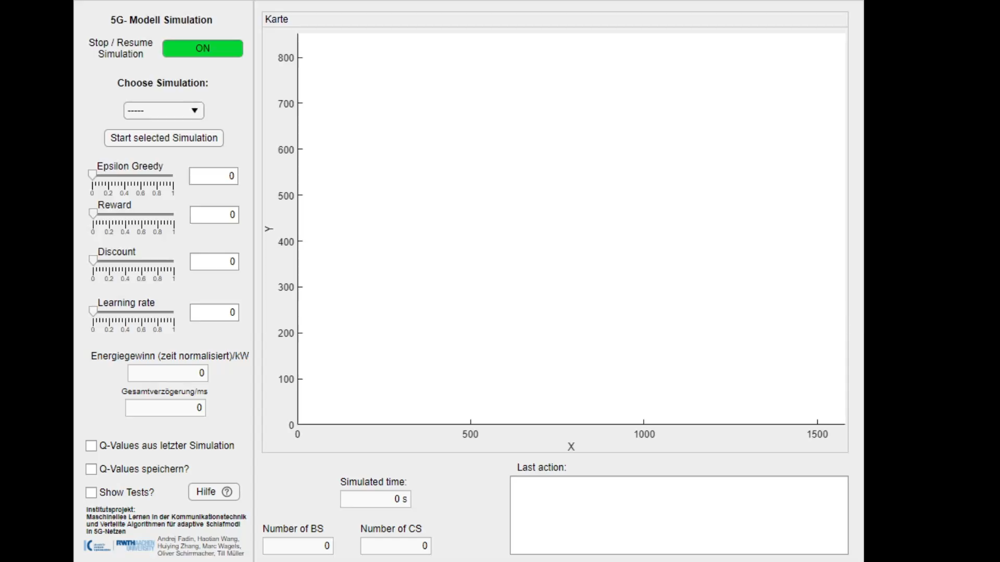 5G- Modell Simulation
Stop / Resume
Simulation
ON
Choose Simulation:
-----
Start selected Simulation
Epsilon Greedy
0
0 0.2 0.4 0.6 0.8 1
Reward
0
0 0.2 0.4 0.6 0.8 1
Discount
0
0 0.2 0.4 0.6 0.8 1
Learning rate
0
0 0.2 0.4 0.6 0.8 1
Energiegewinn (zeit normalisiert)/kW
0
Gesamtverzögerung/ms
0
Q-Values aus letzter Simulation
Q-Values speichern?
Show Tests?
Hilfe ?
Institutsprojekt:
Maschinelles Lernen in der Kommunikationstechnik
und Verteilte Algorithmen für adaptive Schlafmodi
in 5G-Netzen
RWTH AACHEN
UNIVERSITY
Andrej Fadin, Haotian Wang,
Huiying Zhang, Marc Wagels,
Oliver Schirrmacher, Till Müller
Karte
800
700
600
500
400
300
200
100
0
Y
0 500 1000 1500
X
Simulated time:
0 s
Number of BS
0
Number of CS
0
Last action: